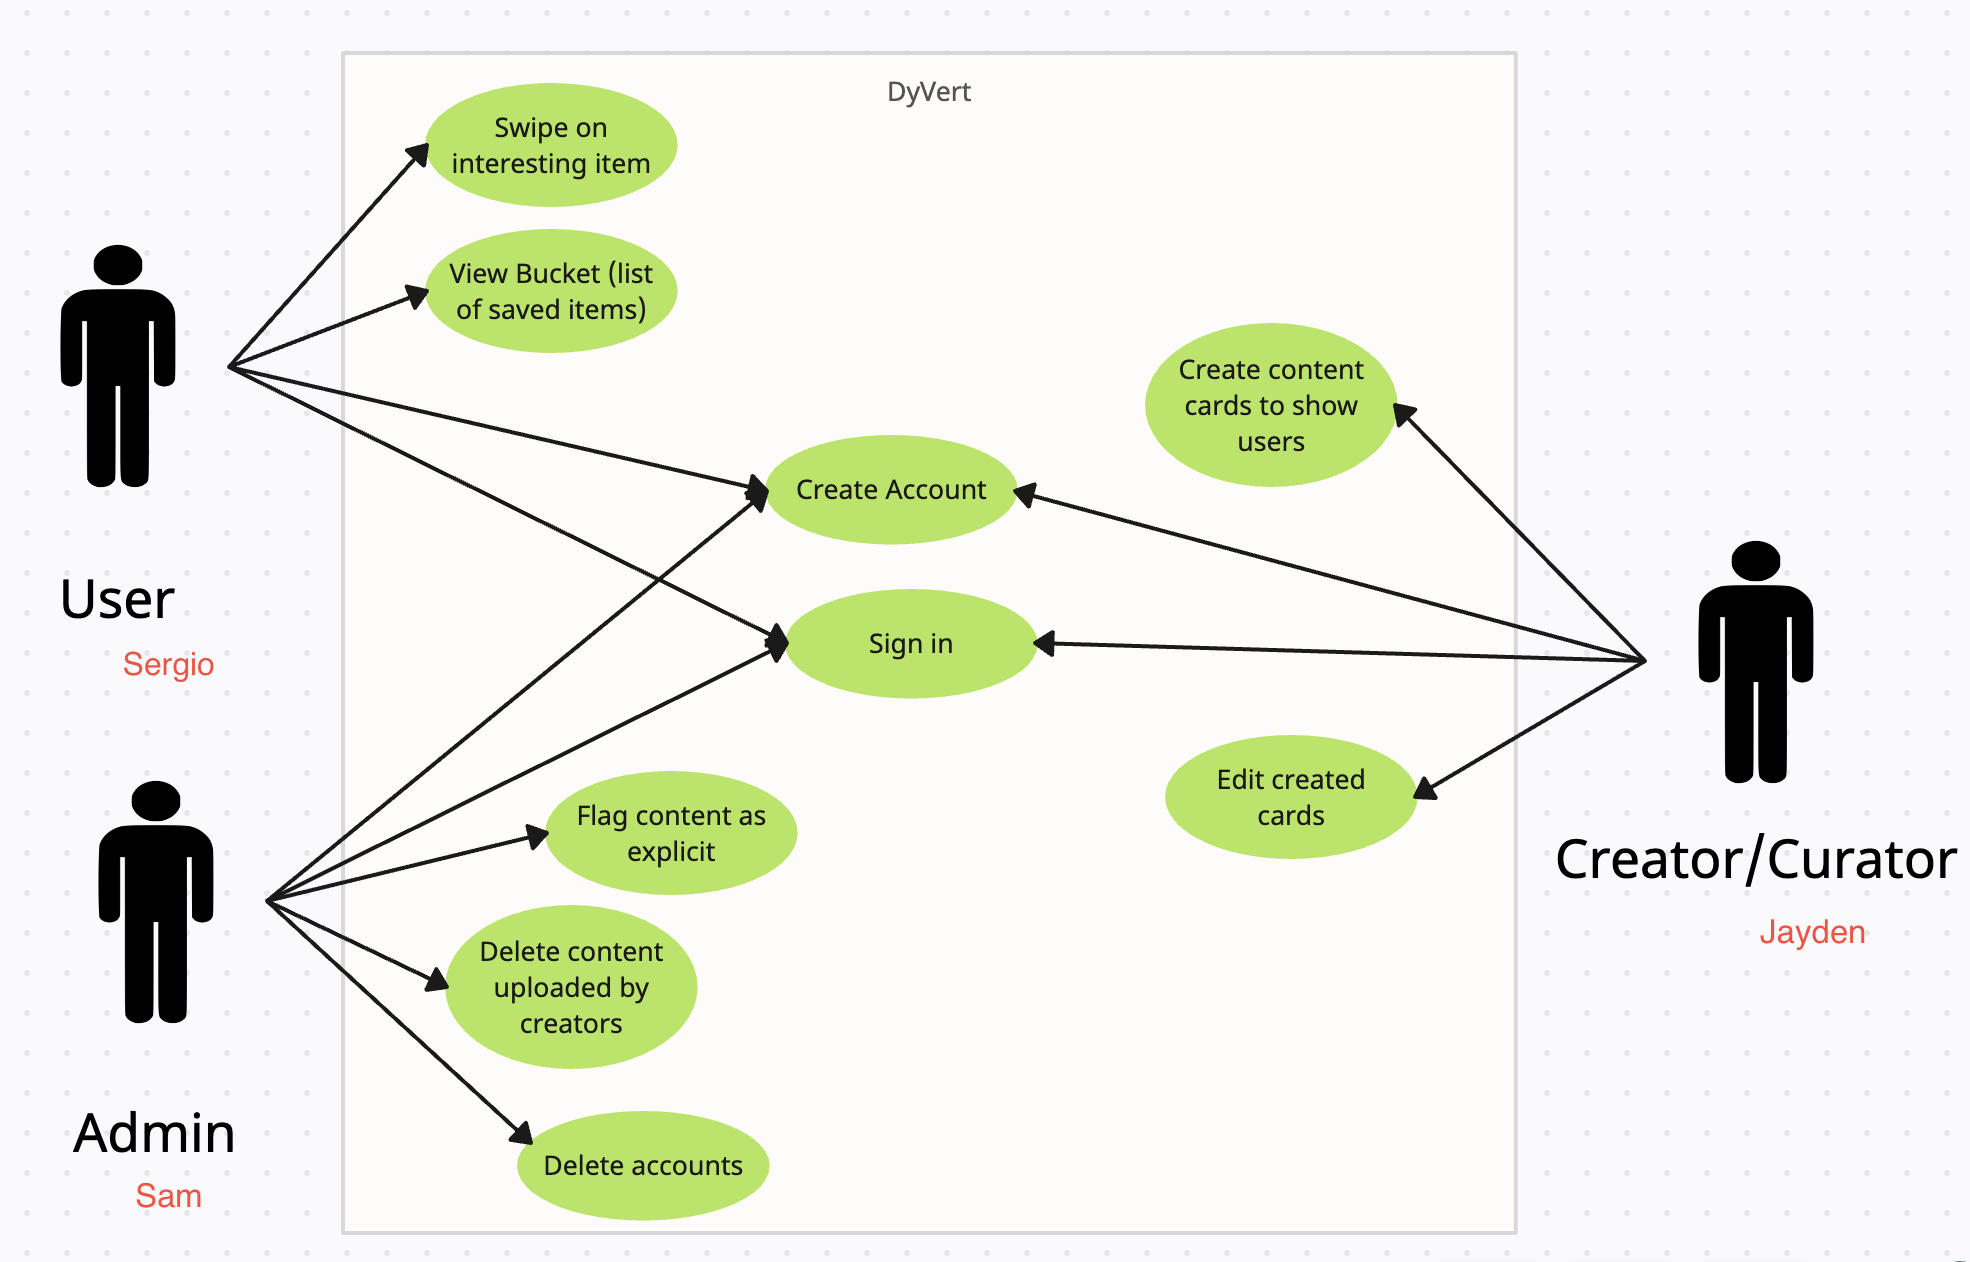 DyVert
Swipe on
interesting item
View Bucket (list
of saved items)
Create content
cards to show
users
Create Account
User
Sergio
Sign in
Edit created
cards
Flag content as
explicit
Creator/Curator
Jayden
Delete content
uploaded by
creators
Admin
Sam
Delete accounts